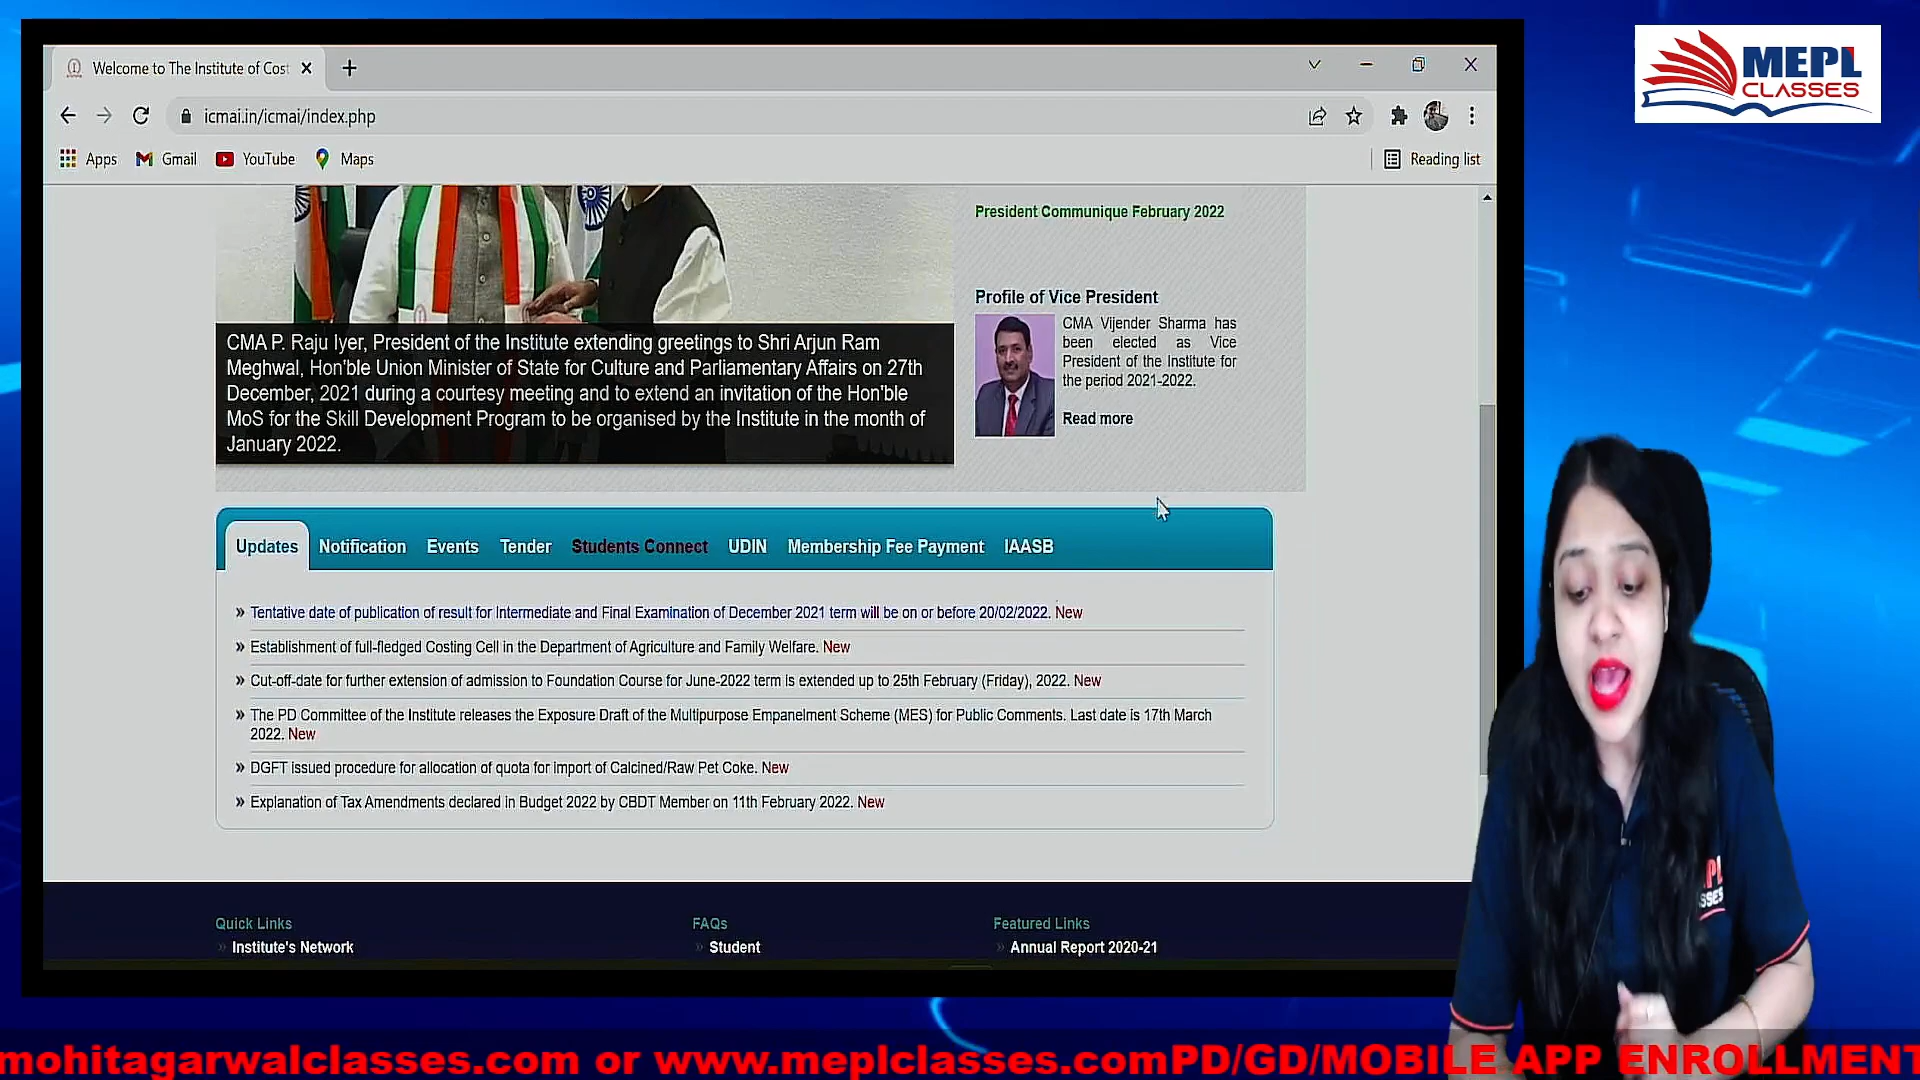 Welcome to The Institute of Cost
icmai.in/icmai/index.php
Apps Gmail YouTube Maps Reading list
MEPL
CLASSES
President Communique February 2022
Profile of Vice President
CMA Vijender Sharma has
been elected as Vice
President of the Institute for
the period 2021-2022.
Read more
CMA P. Raju Iyer, President of the Institute extending greetings to Shri Arjun Ram
Meghwal, Hon'ble Union Minister of State for Culture and Parliamentary Affairs on 27th
December, 2021 during a courtesy meeting and to extend an invitation of the Hon'ble
MoS for the Skill Development Program to be organised by the Institute in the month of
January 2022.
Updates Notification Events Tender Students Connect UDIN Membership Fee Payment IAASB
» Tentative date of publication of result for Intermediate and Final Examination of December 2021 term will be on or before 20/02/2022. New
» Establishment of full-fledged Costing Cell in the Department of Agriculture and Family Welfare. New
» Cut-off-date for further extension of admission to Foundation Course for June-2022 term is extended up to 25th February (Friday), 2022. New
» The PD Committee of the Institute releases the Exposure Draft of the Multipurpose Empanelment Scheme (MES) for Public Comments. Last date is 17th March
2022. New
» DGFT issued procedure for allocation of quota for import of Calcined/Raw Pet Coke. New
» Explanation of Tax Amendments declared in Budget 2022 by CBDT Member on 11th February 2022. New
Quick Links FAQs Featured Links
» Institute's Network » Student » Annual Report 2020-21
mohitagarwalclasses.com or www.meplclasses.comPD/GD/MOBILE APP ENROLLMENT